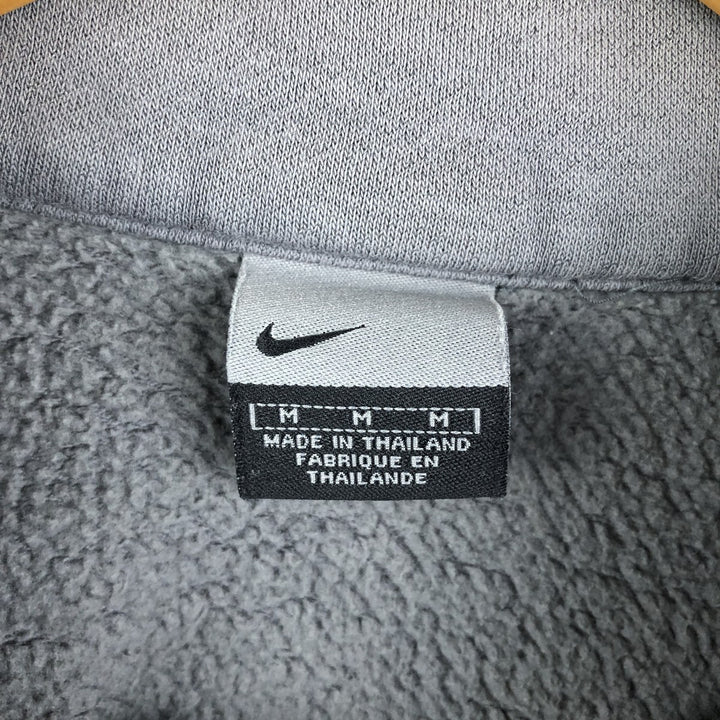 M M M
MADE IN THAILAND
FABRIQUE EN
THAILANDE